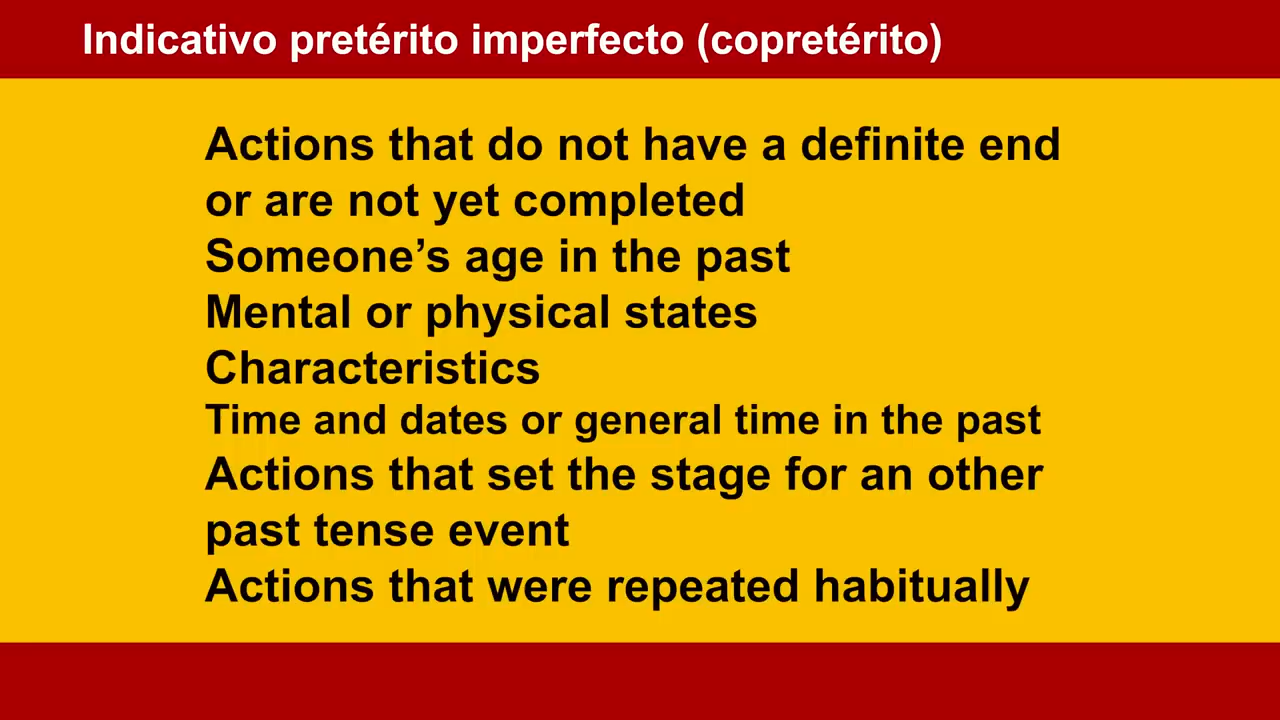 Indicativo pretérito imperfecto (copretérito)
Actions that do not have a definite end
or are not yet completed
Someone’s age in the past
Mental or physical states
Characteristics
Time and dates or general time in the past
Actions that set the stage for an other
past tense event
Actions that were repeated habitually